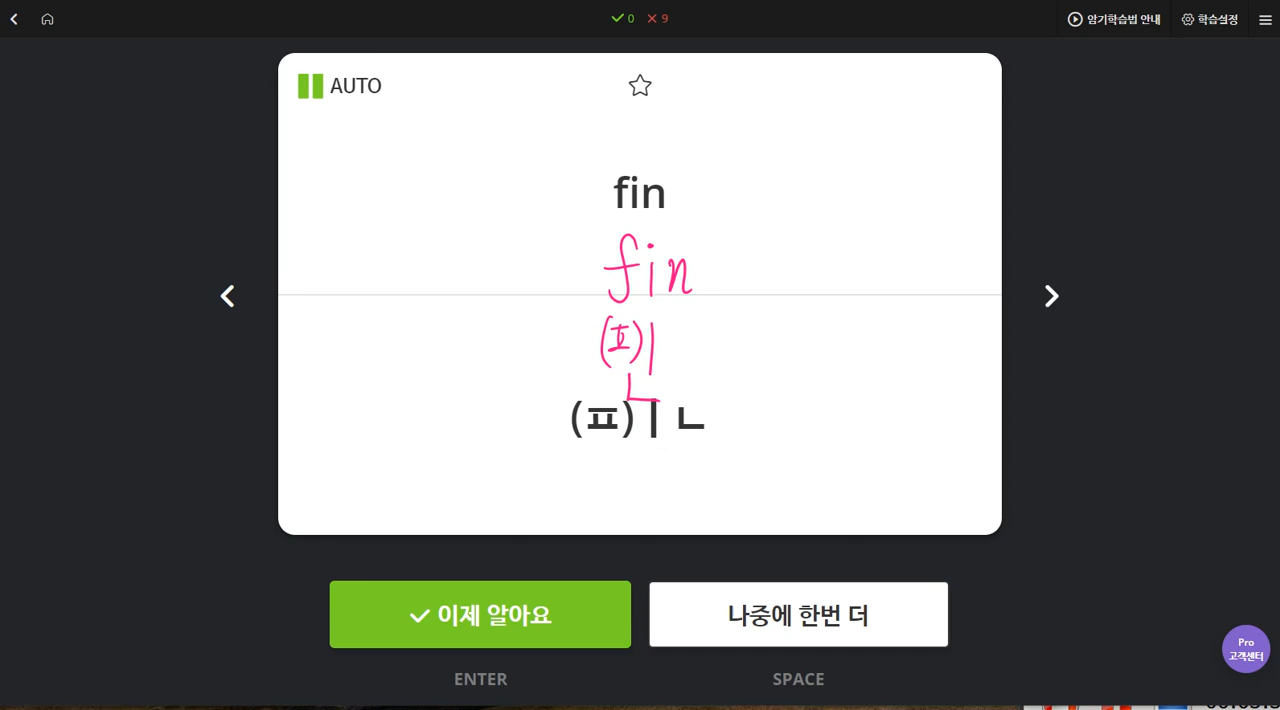 0 9 암기학습법 안내 학습설정
AUTO
fin
fin
(ㅍ)ㅣ
ㄴ
(ㅍ)ㅣㄴ
이제 알아요 나중에 한번 더
Pro
고객센터
ENTER SPACE